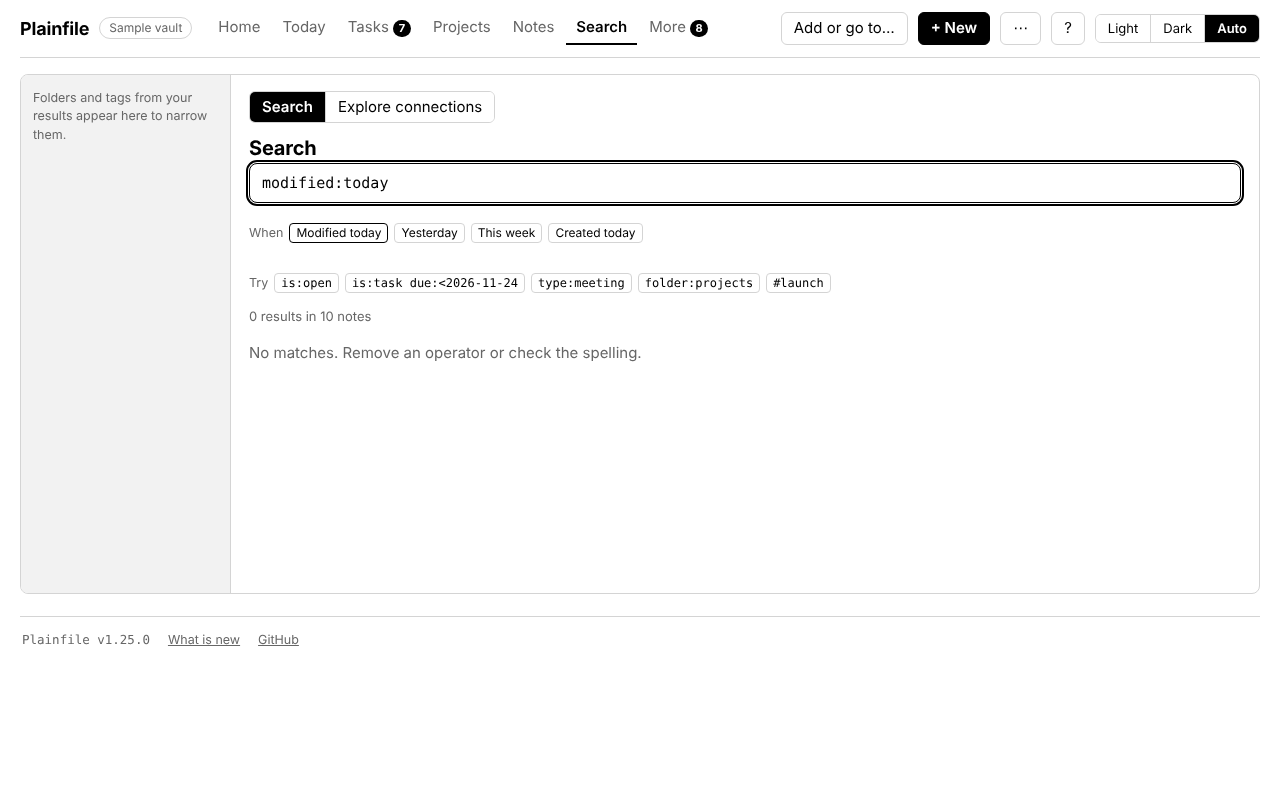 Plainfile Sample vault Home Today Tasks 7 Projects Notes Search More 8 Add or go to... + New ··· ? Light Dark Auto
Folders and tags from your
results appear here to narrow
them.
Search Explore connections
Search
modified:today
When Modified today Yesterday This week Created today
Try is:open is:task due:<2026-11-24 type:meeting folder:projects #launch
0 results in 10 notes
No matches. Remove an operator or check the spelling.
Plainfile v1.25.0 What is new GitHub